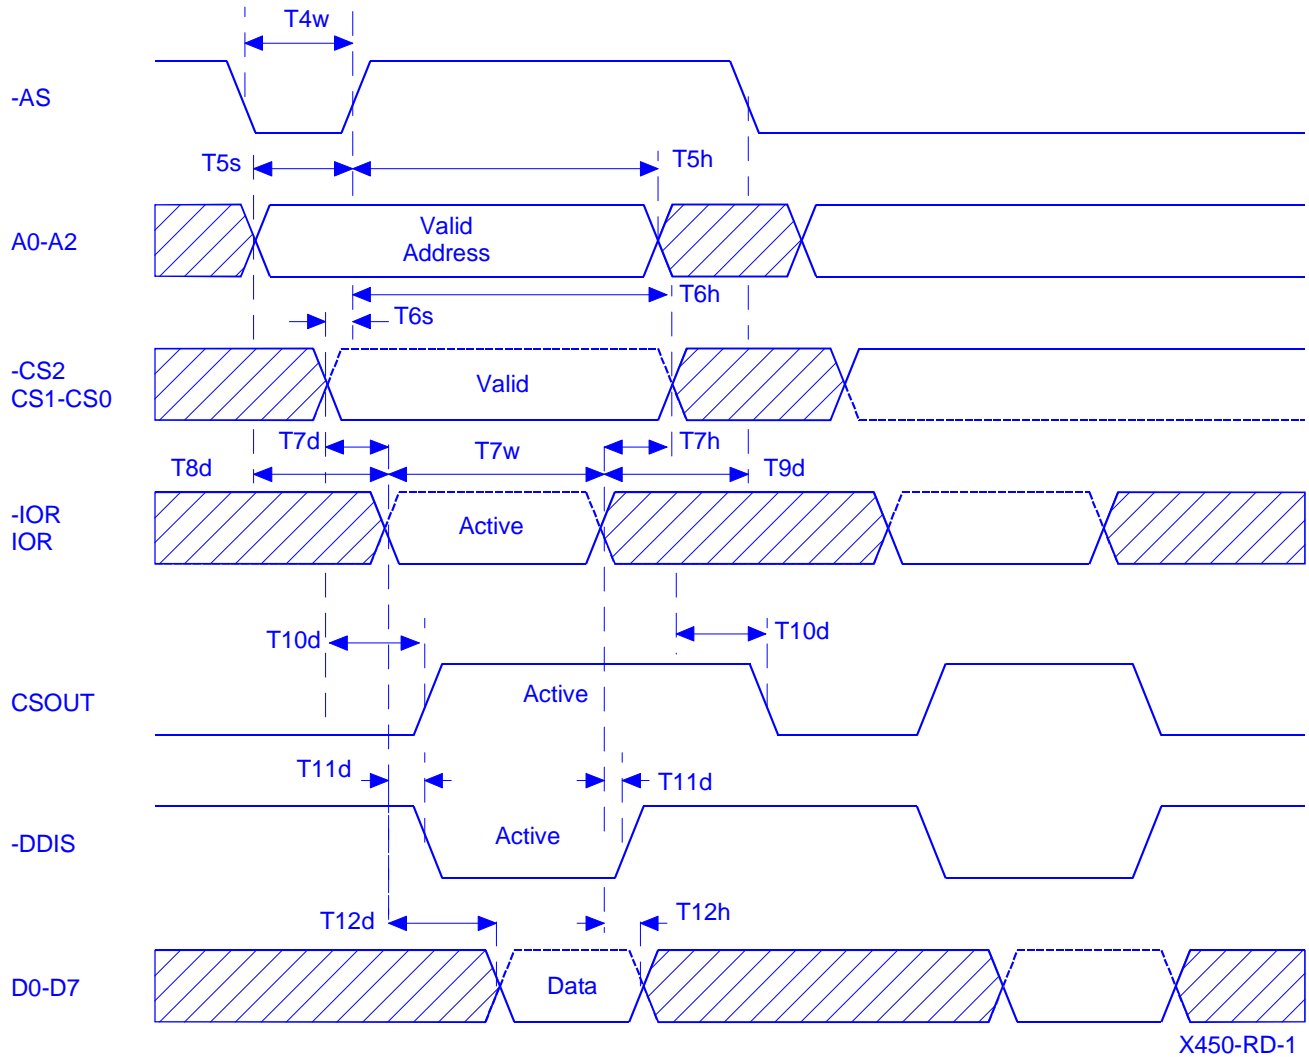 T4w
-AS
T5s
T5h
A0-A2
Valid
Address
T6h
T6s
-CS2
CS1-CS0
Valid
T7d
T7w
T7h
T8d
T9d
-IOR
IOR
Active
T10d
T10d
CSOUT
Active
T11d
T11d
-DDIS
Active
T12d
T12h
D0-D7
Data
X450-RD-1